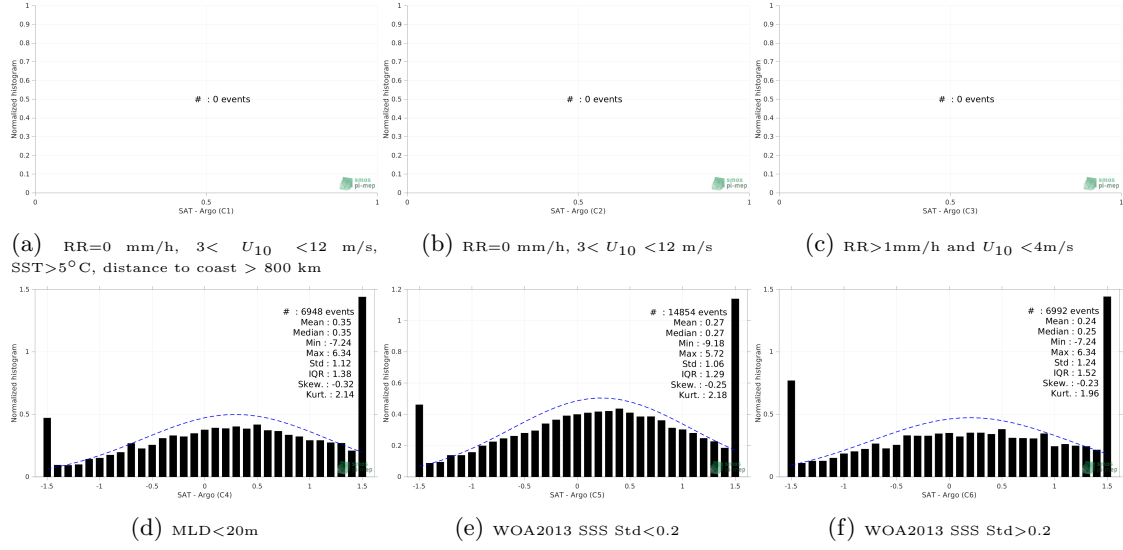 1
0.9
0.8
0.7
0.6
0.5
0.4
0.3
0.2
0.1
0
Normalized histogram
# : 0 events
smos
pi-mep
0
0.5
1
SAT - Argo (C1)
1
0.9
0.8
0.7
0.6
0.5
0.4
0.3
0.2
0.1
0
Normalized histogram
# : 0 events
smos
pi-mep
0
0.5
1
SAT - Argo (C2)
1
0.9
0.8
0.7
0.6
0.5
0.4
0.3
0.2
0.1
0
Normalized histogram
# : 0 events
smos
pi-mep
0
0.5
1
SAT - Argo (C3)
(a) RR=0 mm/h, 3< U10 <12 m/s,
SST>5°C, distance to coast > 800 km
(b) RR=0 mm/h, 3< U10 <12 m/s
(c) RR>1mm/h and U10 <4m/s
1.5
1
0.5
0
Normalized histogram
# : 6948 events
Mean : 0.35
Median : 0.35
Min : -7.24
Max : 6.34
Std : 1.12
IQR : 1.38
Skew. : -0.32
Kurt. : 2.14
smos
pi-mep
-1.5
-1
-0.5
0
0.5
1
1.5
SAT - Argo (C4)
1.2
1
0.8
0.6
0.4
0.2
0
Normalized histogram
# : 14854 events
Mean : 0.27
Median : 0.27
Min : -9.18
Max : 5.72
Std : 1.06
IQR : 1.29
Skew. : -0.25
Kurt. : 2.18
smos
pi-mep
-1.5
-1
-0.5
0
0.5
1
1.5
SAT - Argo (C5)
1.5
1
0.5
0
Normalized histogram
# : 6992 events
Mean : 0.24
Median : 0.25
Min : -7.24
Max : 6.34
Std : 1.24
IQR : 1.52
Skew. : -0.23
Kurt. : 1.96
smos
pi-mep
-1.5
-1
-0.5
0
0.5
1
1.5
SAT - Argo (C6)
(d) MLD<20m
(e) WOA2013 SSS Std<0.2
(f) WOA2013 SSS Std>0.2